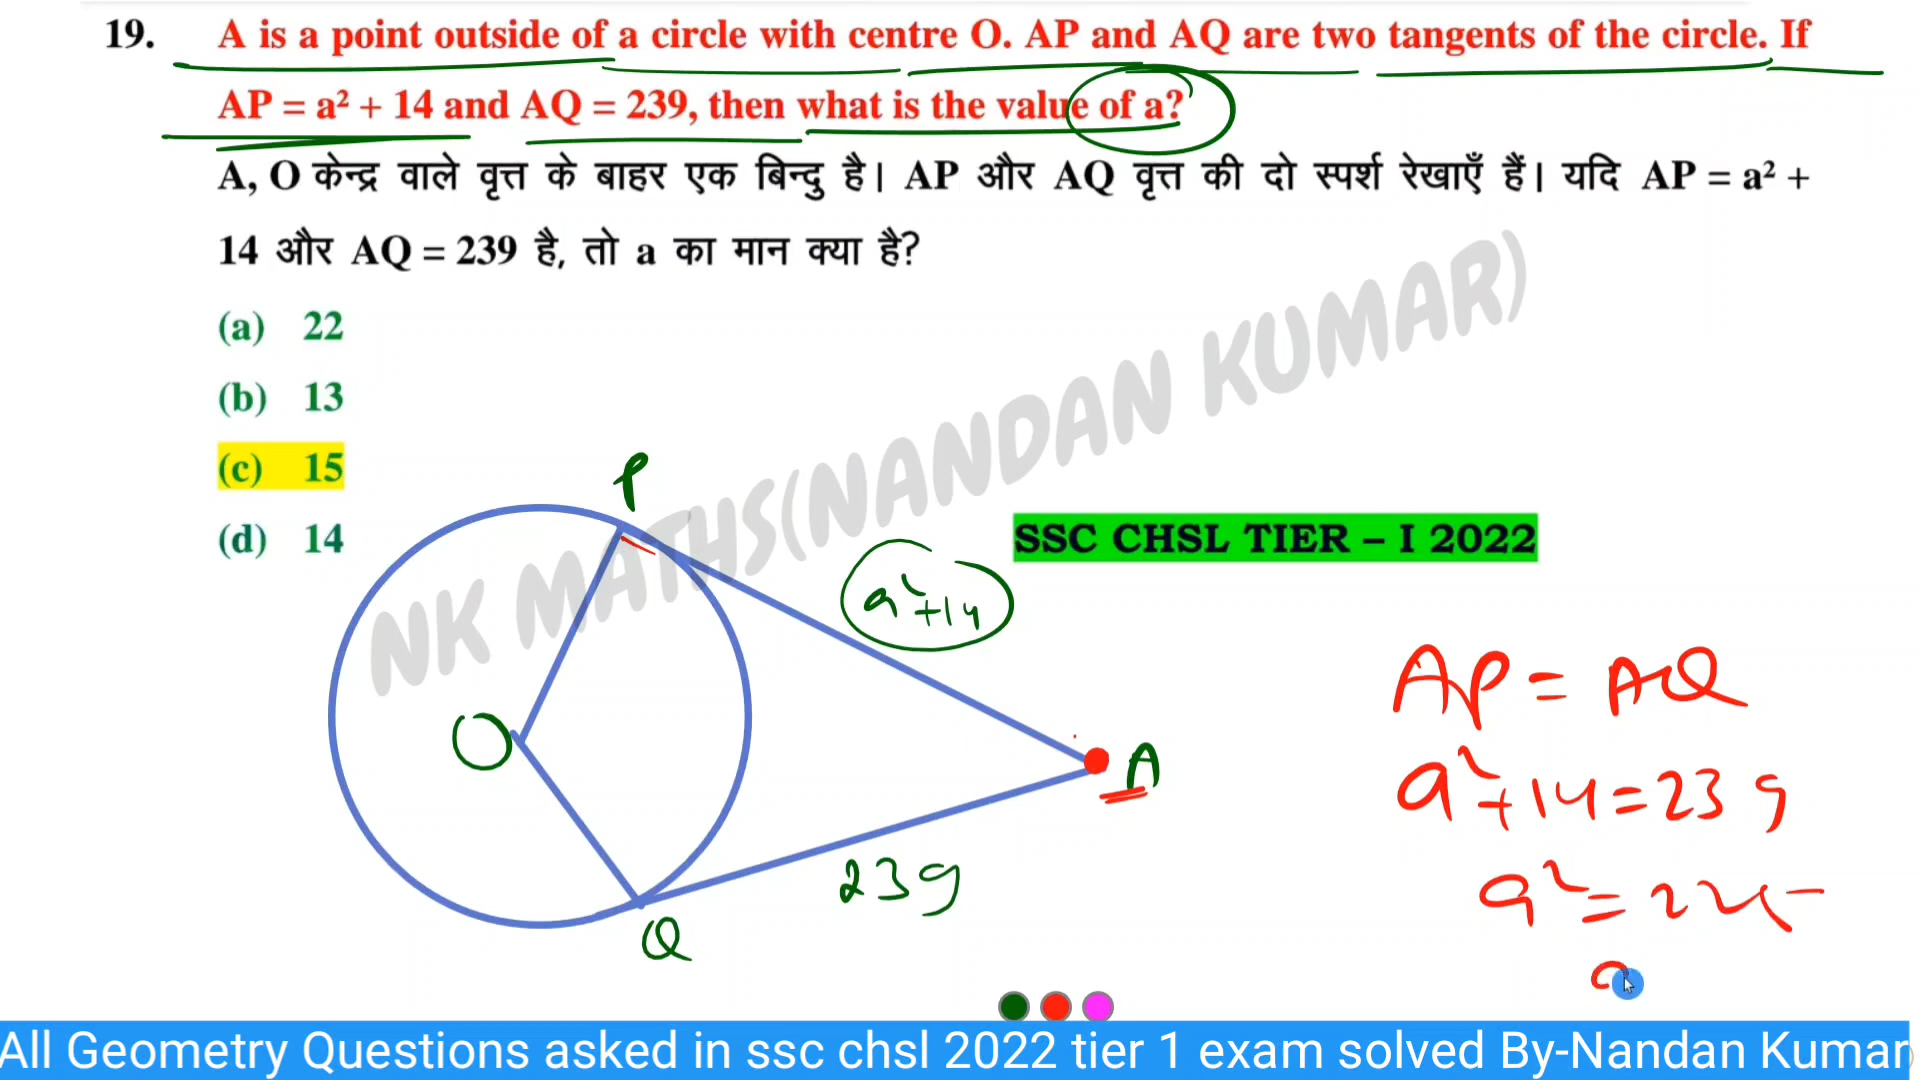 19. A is a point outside of a circle with centre O. AP and AQ are two tangents of the circle. If
AP = a² + 14 and AQ = 239, then what is the value of a?
A, O केन्द्र वाले वृत्त के बाहर एक बिन्दु है। AP और AQ वृत्त की दो स्पर्श रेखाएँ हैं। यदि AP = a² +
14 और AQ = 239 है, तो a का मान क्या है?
(a) 22
(b) 13
(c) 15
(d) 14
NK MATHS(NANDAN KUMAR)
SSC CHSL TIER – I 2022
P
a²+14
O
A
239
Q
AP = AQ
a²+14=239
a²=225
All Geometry Questions asked in ssc chsl 2022 tier 1 exam solved By-Nandan Kumar